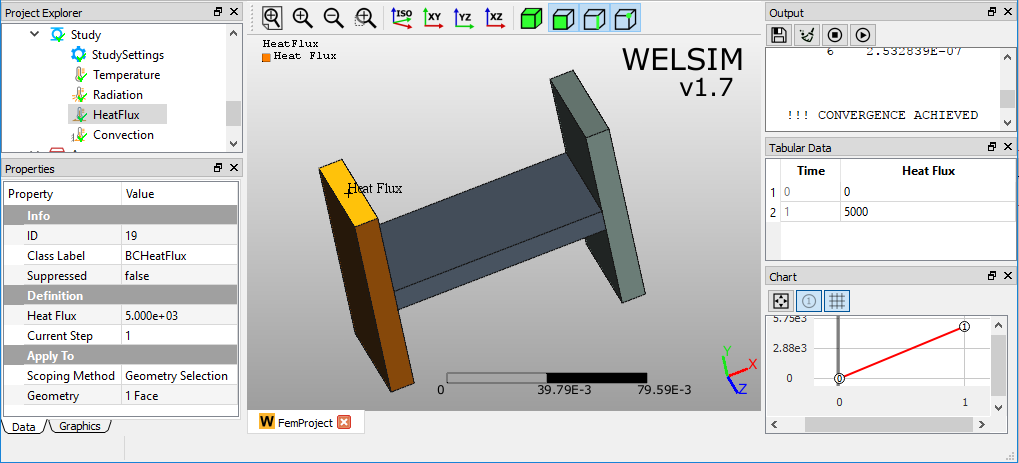 Project Explorer
Study
StudySettings
Temperature
Radiation
HeatFlux
Convection
Properties
Property Value
Info
ID 19
Class Label BCHeatFlux
Suppressed false
Definition
Heat Flux 5.000e+03
Current Step 1
Apply To
Scoping Method Geometry Selection
Geometry 1 Face
Data Graphics
ISO XY YZ XZ
HeatFlux
Heat Flux
WELSIM
v1.7
Heat Flux
0 39.79E-3 79.59E-3
Y
X
Z
FemProject
Output
6 2.532839E-07
!!! CONVERGENCE ACHIEVED
Tabular Data
Time Heat Flux
1 0 0
2 1 5000
Chart
1
5.75e3
2.88e3
0
0 1
0 1